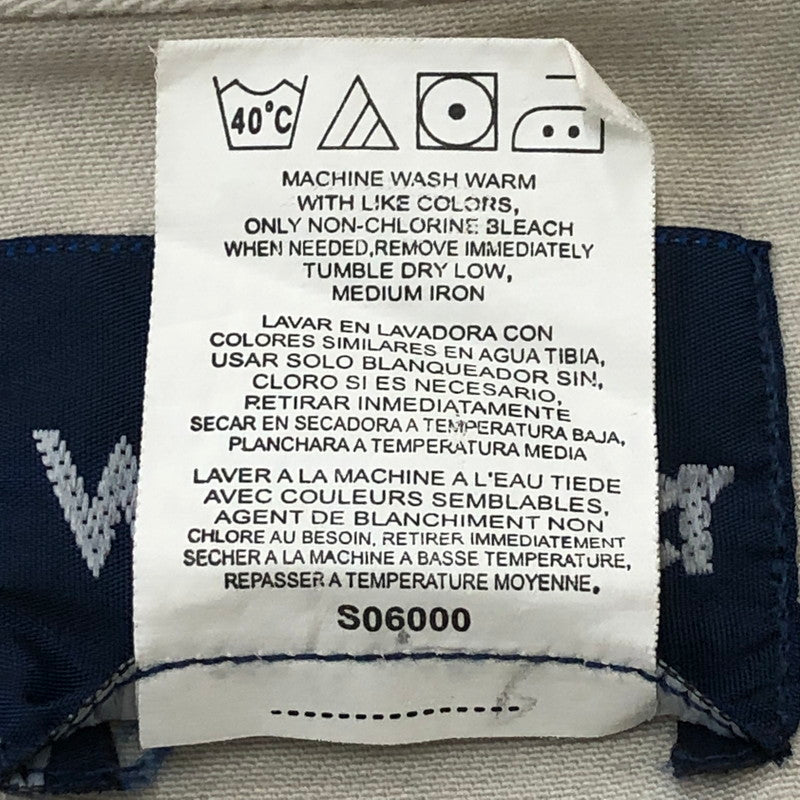 40°C
MACHINE WASH WARM
WITH LIKE COLORS,
ONLY NON-CHLORINE BLEACH
WHEN NEEDED,REMOVE IMMEDIATELY
TUMBLE DRY LOW,
MEDIUM IRON
LAVAR EN LAVADORA CON
COLORES SIMILARES EN AGUA TIBIA,
USAR SOLO BLANQUEADOR SIN,
CLORO SI ES NECESARIO,
RETIRAR INMEDIATAMENTE
SECAR EN SECADORA A TEMPERATURA BAJA,
PLANCHAR A TEMPERATURA MEDIA
LAVER A LA MACHINE A L'EAU TIEDE
AVEC COULEURS SEMBLABLES,
AGENT DE BLANCHIMENT NON
CHLORE AU BESOIN, RETIRER IMMEDIATEMENT
SECHER A LA MACHINE A BASSE TEMPERATURE,
REPASSER A TEMPERATURE MOYENNE.
S06000